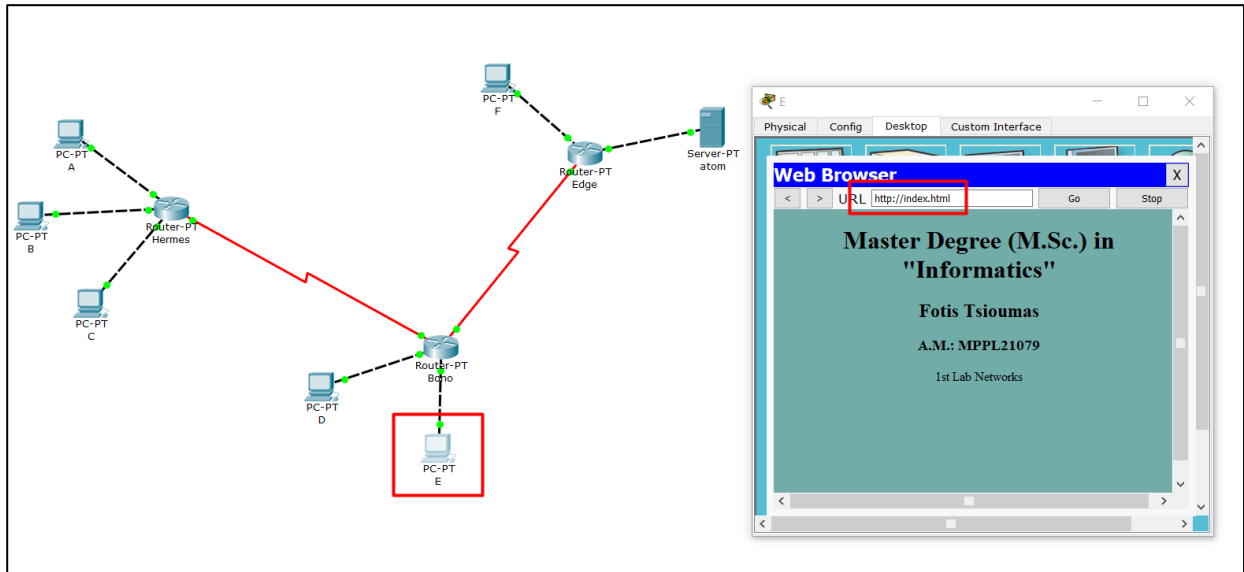 PC-PT
A
PC-PT
B
PC-PT
C
Router-PT
Hermes
PC-PT
F
Router-PT
Edge
Server-PT
atom
Router-PT
Bono
PC-PT
D
PC-PT
E
E
Physical Config Desktop Custom Interface
Web Browser X
< > URL http://index.html Go Stop
Master Degree (M.Sc.) in
"Informatics"
Fotis Tsioumas
A.M.: MPPL21079
1st Lab Networks